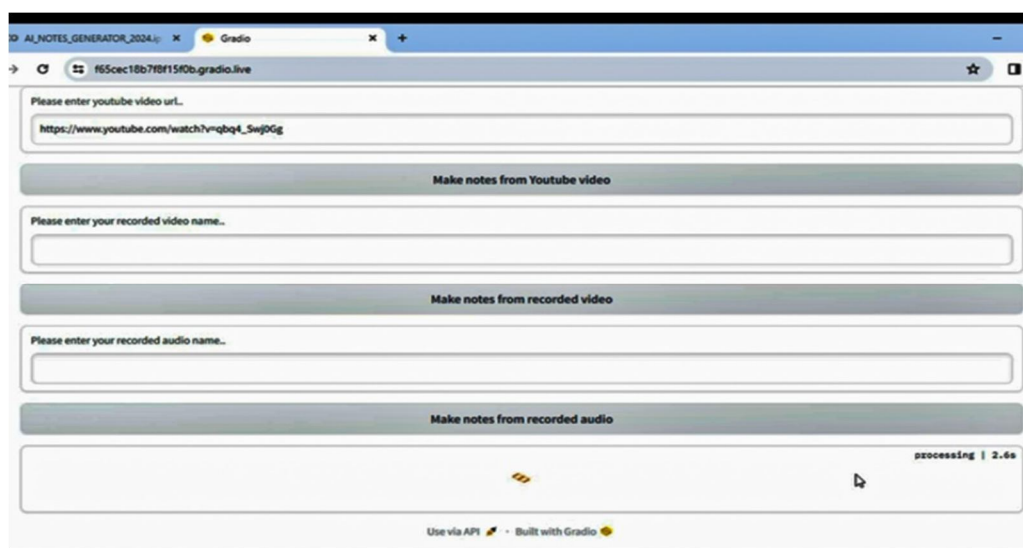 AI_NOTES_GENERATOR_2024.ip
Gradio
f65cec18b7f8f15f0b.gradio.live
Please enter youtube video url..
https://www.youtube.com/watch?v=qbq4_Swj0Gg
Make notes from Youtube video
Please enter your recorded video name..
Make notes from recorded video
Please enter your recorded audio name..
Make notes from recorded audio
processing | 2.6s
Use via API · Built with Gradio